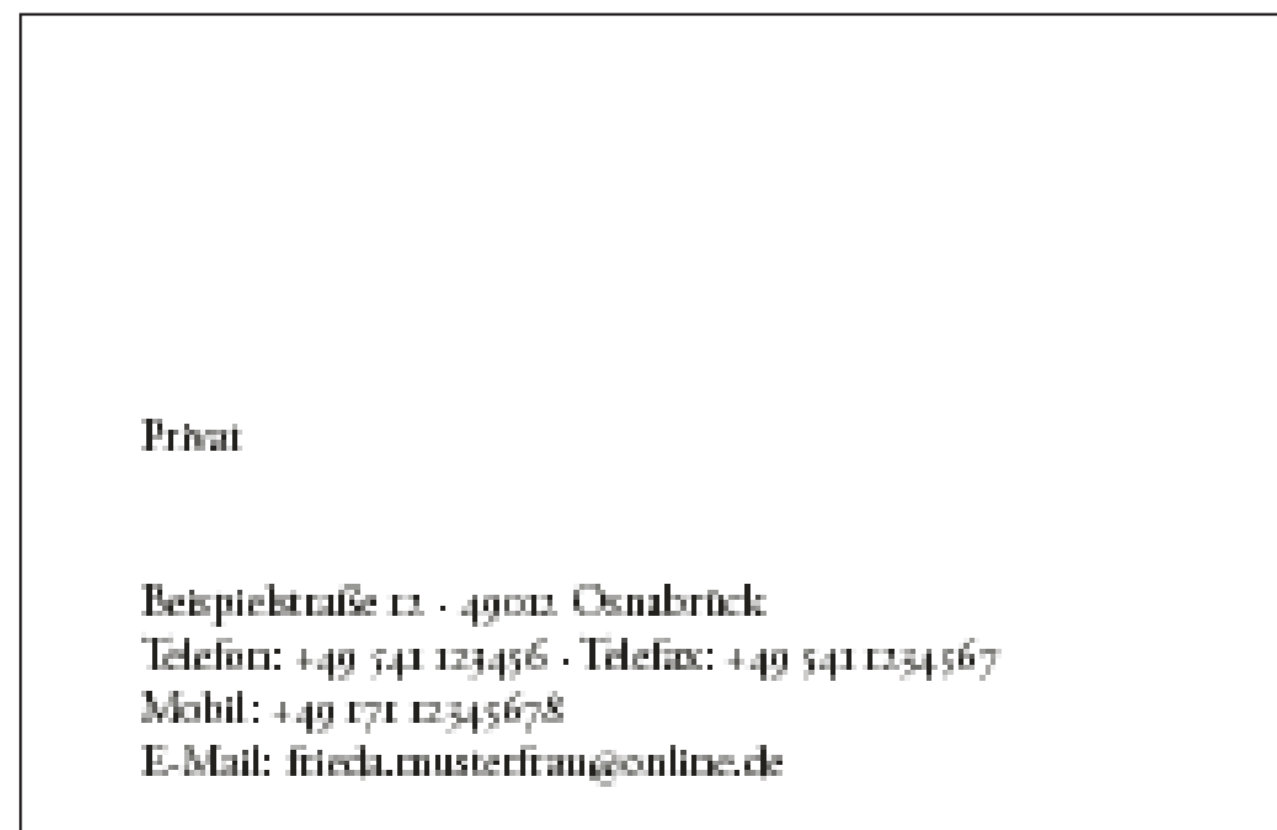 Privat
Beispielstraße 12 · 49012 Osnabrück
Telefon: +49 541 123456 · Telefax: +49 541 1234567
Mobil: +49 171 12345678
E-Mail: frieda.musterfrau@online.de